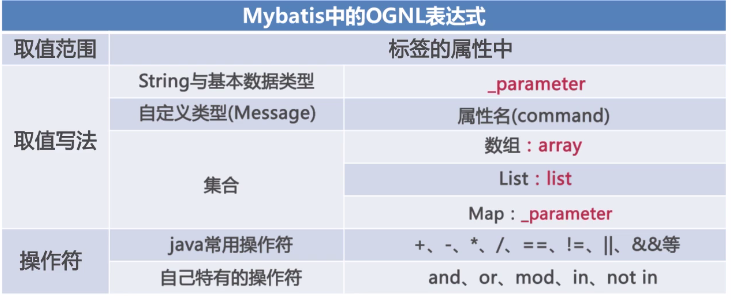 Mybatis中的OGNL表达式
取值范围 标签的属性中
取值写法 String与基本数据类型 _parameter
自定义类型(Message) 属性名(command)
集合 数组：array
List：list
Map：_parameter
操作符 java常用操作符 +、-、*、/、==、!=、||、&&等
自己特有的操作符 and、or、mod、in、not in